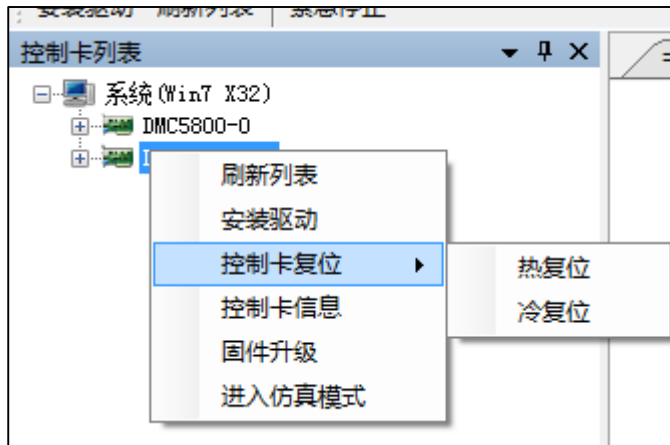 安装驱动 刷新列表 紧急停止
控制卡列表
系统(Win7 X32)
DMC5800-0
刷新列表
安装驱动
控制卡复位
热复位
冷复位
控制卡信息
固件升级
进入仿真模式